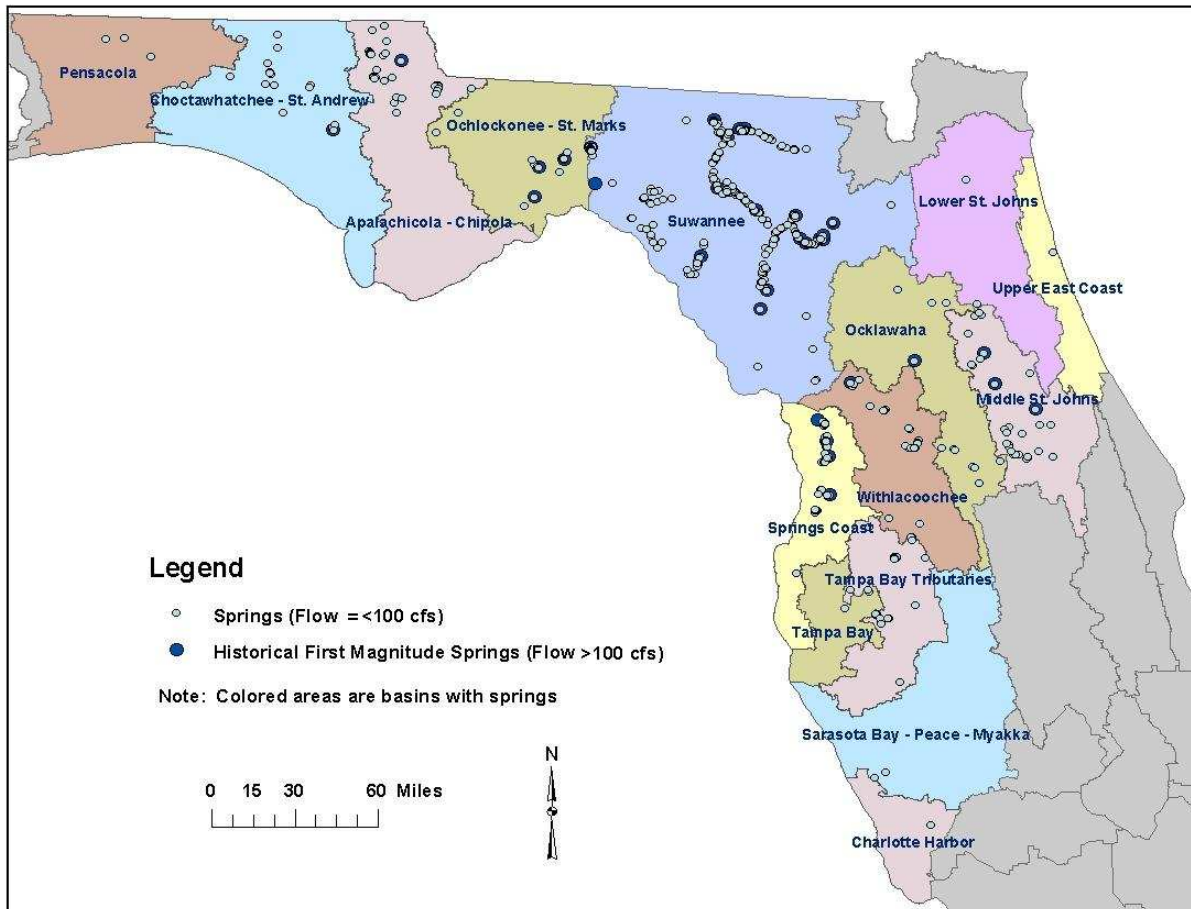 Pensacola
Choctawhatchee - St. Andrew
Ochlockonee - St. Marks
Apalachicola - Chipola
Suwannee
Lower St. Johns
Upper East Coast
Ocklawaha
Middle St. Johns
Withlacoochee
Springs Coast
Tampa Bay Tributaries
Tampa Bay
Sarasota Bay - Peace - Myakka
Charlotte Harbor
Legend
Springs (Flow =<100 cfs)
Historical First Magnitude Springs (Flow >100 cfs)
Note: Colored areas are basins with springs
N
0 15 30 60 Miles